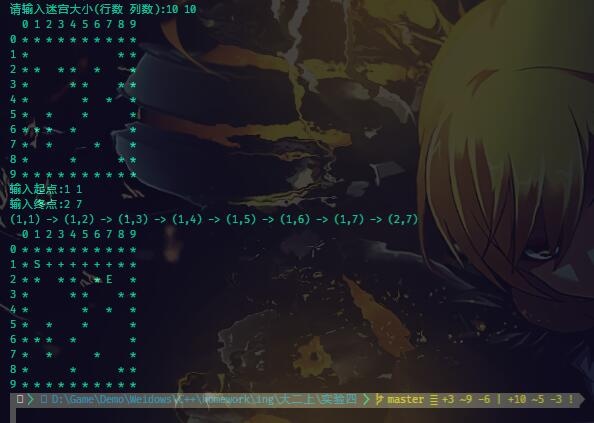 请输入迷宫大小(行数 列数):10 10
  0 1 2 3 4 5 6 7 8 9
0 * * * * * * * * * *
1 *               * *
2 * *   * *   *     *
3 *       * *     * *
4 *         *   *   *
5 *   *     *       *
6 * * *   *         *
7 *   *       *     *
8 *       *       * *
9 * * * * * * * * * *
输入起点:1 1
输入终点:2 7
(1,1) -> (1,2) -> (1,3) -> (1,4) -> (1,5) -> (1,6) -> (1,7) -> (2,7)
  0 1 2 3 4 5 6 7 8 9
0 * * * * * * * * * *
1 * S + + + + + + * *
2 * *   * *   * E   *
3 *       * *     * *
4 *         *   *   *
5 *   *     *       *
6 * * *   *         *
7 *   *       *     *
8 *       *       * *
9 * * * * * * * * * *
D:\Game\Demo\Weidows\C++\homework\ing\大二上\实验四 master ≡ +3 ~9 -6 | +10 ~5 -3 !